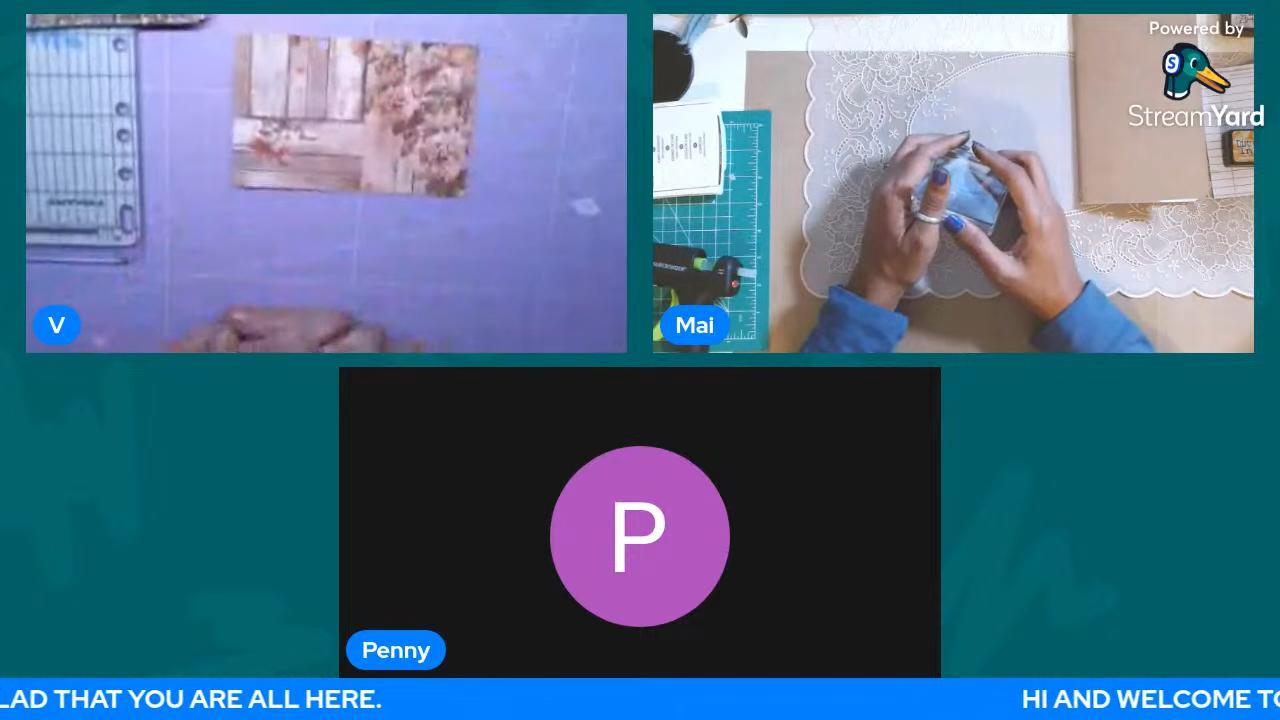 Powered by
S
StreamYard
V
Mai
P
Penny
LAD THAT YOU ARE ALL HERE.
HI AND WELCOME TO